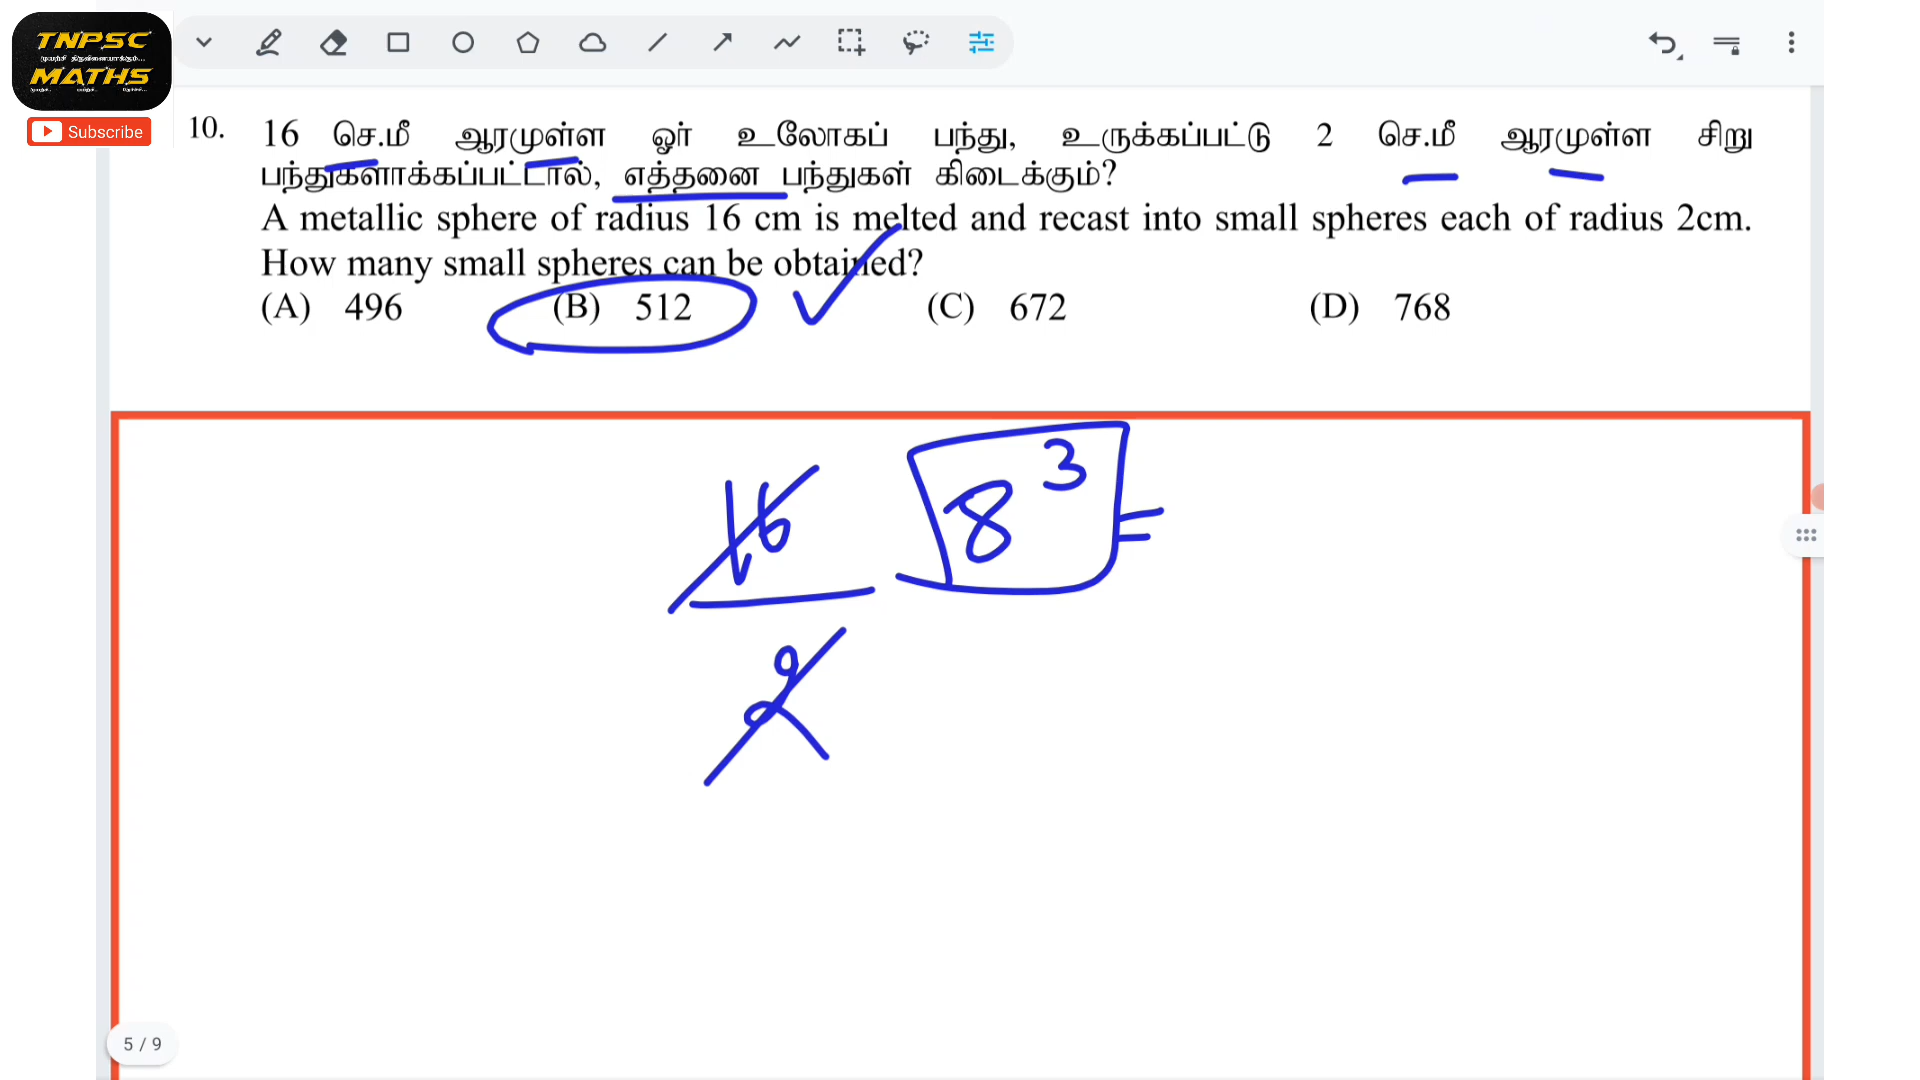 TNPSC
MATHS
Subscribe
10. 16 செ.மீ ஆரமுள்ள ஓர் உலோகப் பந்து, உருக்கப்பட்டு 2 செ.மீ ஆரமுள்ள சிறு
பந்துகளாக்கப்பட்டால், எத்தனை பந்துகள் கிடைக்கும்?
A metallic sphere of radius 16 cm is melted and recast into small spheres each of radius 2cm.
How many small spheres can be obtained?
(A) 496 (B) 512 (C) 672 (D) 768
16 8³ =
2
5 / 9